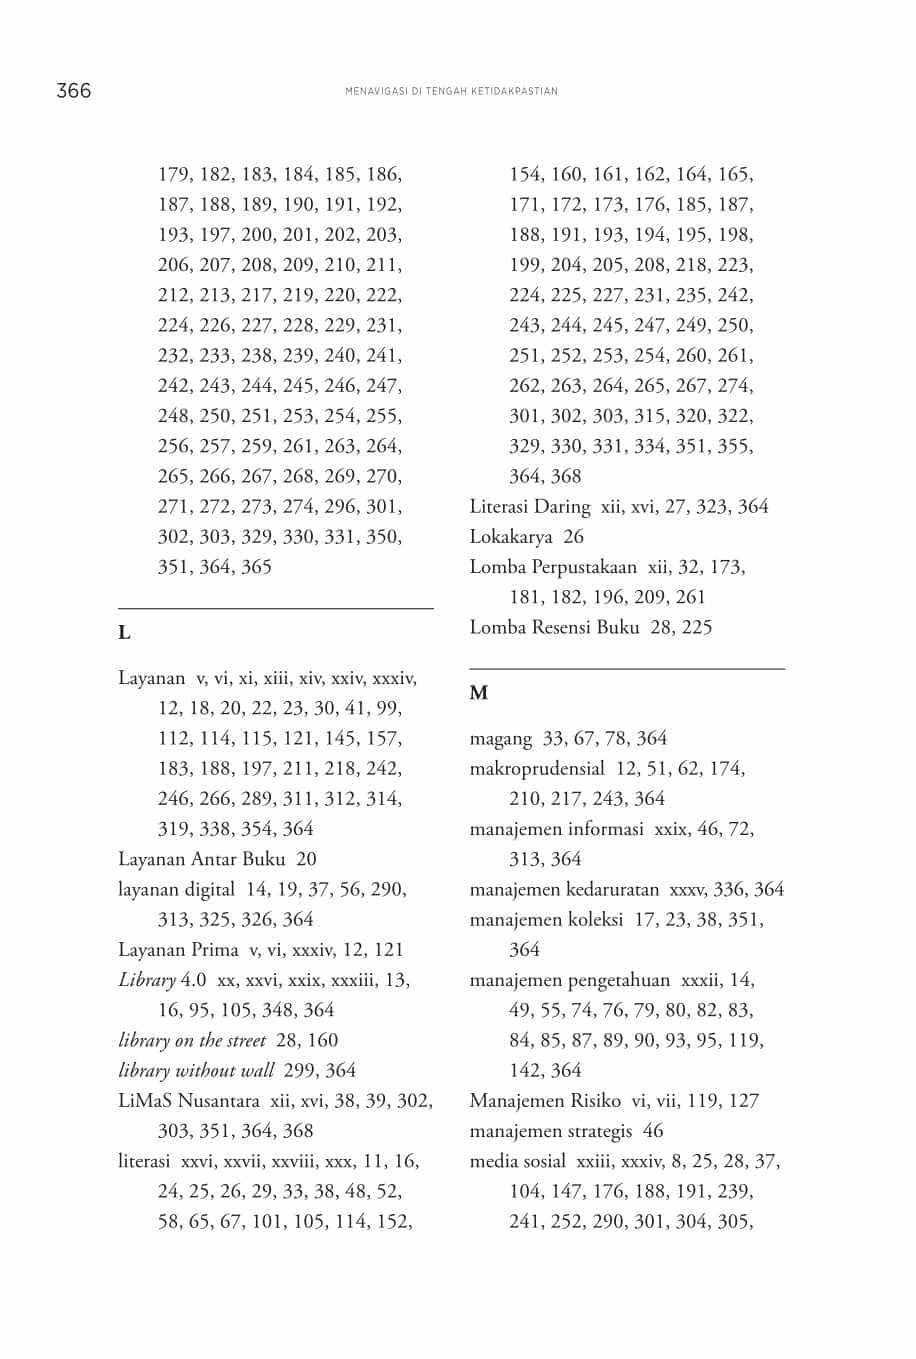 366
MENAVIGASI DI TENGAH KETIDAKPASTIAN
179, 182, 183, 184, 185, 186,
187, 188, 189, 190, 191, 192,
193, 197, 200, 201, 202, 203,
206, 207, 208, 209, 210, 211,
212, 213, 217, 219, 220, 222,
224, 226, 227, 228, 229, 231,
232, 233, 238, 239, 240, 241,
242, 243, 244, 245, 246, 247,
248, 250, 251, 253, 254, 255,
256, 257, 259, 261, 263, 264,
265, 266, 267, 268, 269, 270,
271, 272, 273, 274, 296, 301,
302, 303, 329, 330, 331, 350,
351, 364, 365
L
Layanan v, vi, xi, xiii, xiv, xxiv, xxxiv,
12, 18, 20, 22, 23, 30, 41, 99,
112, 114, 115, 121, 145, 157,
183, 188, 197, 211, 218, 242,
246, 266, 289, 311, 312, 314,
319, 338, 354, 364
Layanan Antar Buku 20
layanan digital 14, 19, 37, 56, 290,
313, 325, 326, 364
Layanan Prima v, vi, xxxiv, 12, 121
Library 4.0 xx, xxvi, xxix, xxxiii, 13,
16, 95, 105, 348, 364
library on the street 28, 160
library without wall 299, 364
LiMaS Nusantara xii, xvi, 38, 39, 302,
303, 351, 364, 368
literasi xxvi, xxvii, xxviii, xxx, 11, 16,
24, 25, 26, 29, 33, 38, 48, 52,
58, 65, 67, 101, 105, 114, 152,
154, 160, 161, 162, 164, 165,
171, 172, 173, 176, 185, 187,
188, 191, 193, 194, 195, 198,
199, 204, 205, 208, 218, 223,
224, 225, 227, 231, 235, 242,
243, 244, 245, 247, 249, 250,
251, 252, 253, 254, 260, 261,
262, 263, 264, 265, 267, 274,
301, 302, 303, 315, 320, 322,
329, 330, 331, 334, 351, 355,
364, 368
Literasi Daring xii, xvi, 27, 323, 364
Lokakarya 26
Lomba Perpustakaan xii, 32, 173,
181, 182, 196, 209, 261
Lomba Resensi Buku 28, 225
M
magang 33, 67, 78, 364
makroprudensial 12, 51, 62, 174,
210, 217, 243, 364
manajemen informasi xxix, 46, 72,
313, 364
manajemen kedaruratan xxxv, 336, 364
manajemen koleksi 17, 23, 38, 351,
364
manajemen pengetahuan xxxii, 14,
49, 55, 74, 76, 79, 80, 82, 83,
84, 85, 87, 89, 90, 93, 95, 119,
142, 364
Manajemen Risiko vi, vii, 119, 127
manajemen strategis 46
media sosial xxiii, xxxiv, 8, 25, 28, 37,
104, 147, 176, 188, 191, 239,
241, 252, 290, 301, 304, 305,